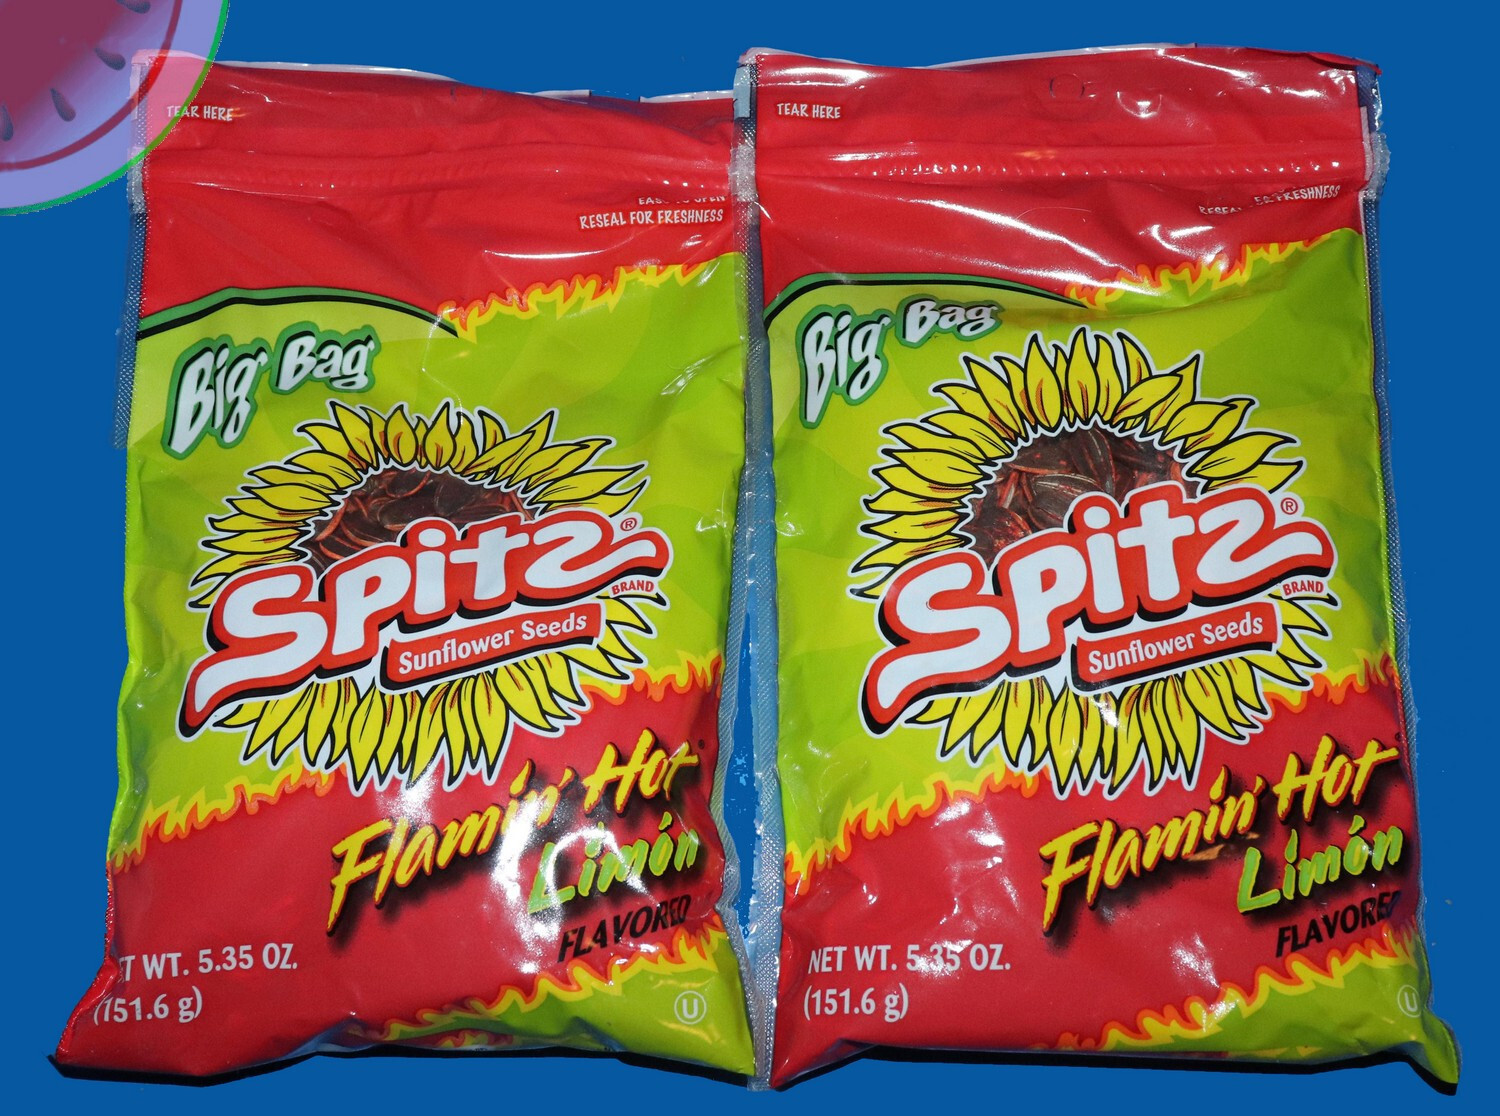 TEAR HERE
RESEAL FOR FRESHNESS
Big Bag
Spitz®
BRAND
Sunflower Seeds
Flamin' Hot
Limón
FLAVORED
NET WT. 5.35 OZ.
(151.6 g)
U
TEAR HERE
FRESHNESS
Big Bag
Spitz®
BRAND
Sunflower Seeds
Flamin' Hot
Limón
FLAVORED
NET WT. 5.35 OZ.
(151.6 g)
U